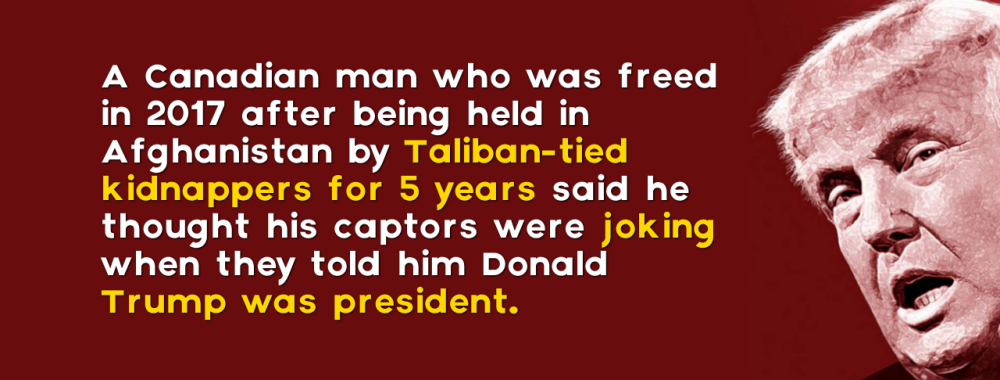 A Canadian man who was freed
in 2017 after being held in
Afghanistan by Taliban-tied
kidnappers for 5 years said he
thought his captors were joking
when they told him Donald
Trump was president.